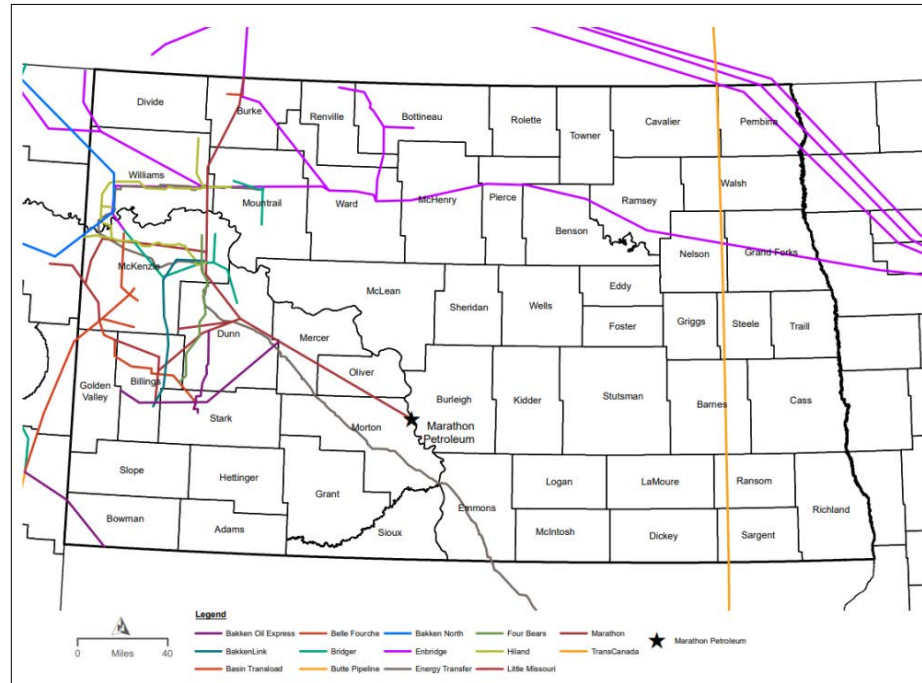 Divide
Burke
Renville
Bottineau
Rolette
Towner
Cavalier
Pembina
Williams
Mountrail
Ward
McHenry
Pierce
Benson
Ramsey
Walsh
Nelson
Grand Forks
McKenzie
McLean
Sheridan
Wells
Eddy
Foster
Griggs
Steele
Traill
Dunn
Mercer
Oliver
Golden
Valley
Billings
Stark
Morton
Burleigh
Kidder
Stutsman
Barnes
Cass
Marathon
Petroleum
Slope
Hettinger
Grant
Bowman
Adams
Sioux
Emmons
Logan
LaMoure
Ransom
McIntosh
Dickey
Sargent
Richland
Legend
Bakken Oil Express Belle Fourche Bakken North Four Bears Marathon Marathon Petroleum
BakkenLink Bridger Enbridge Hiland TransCanada
Basin Transload Butte Pipeline Energy Transfer Little Missouri
0 40
Miles